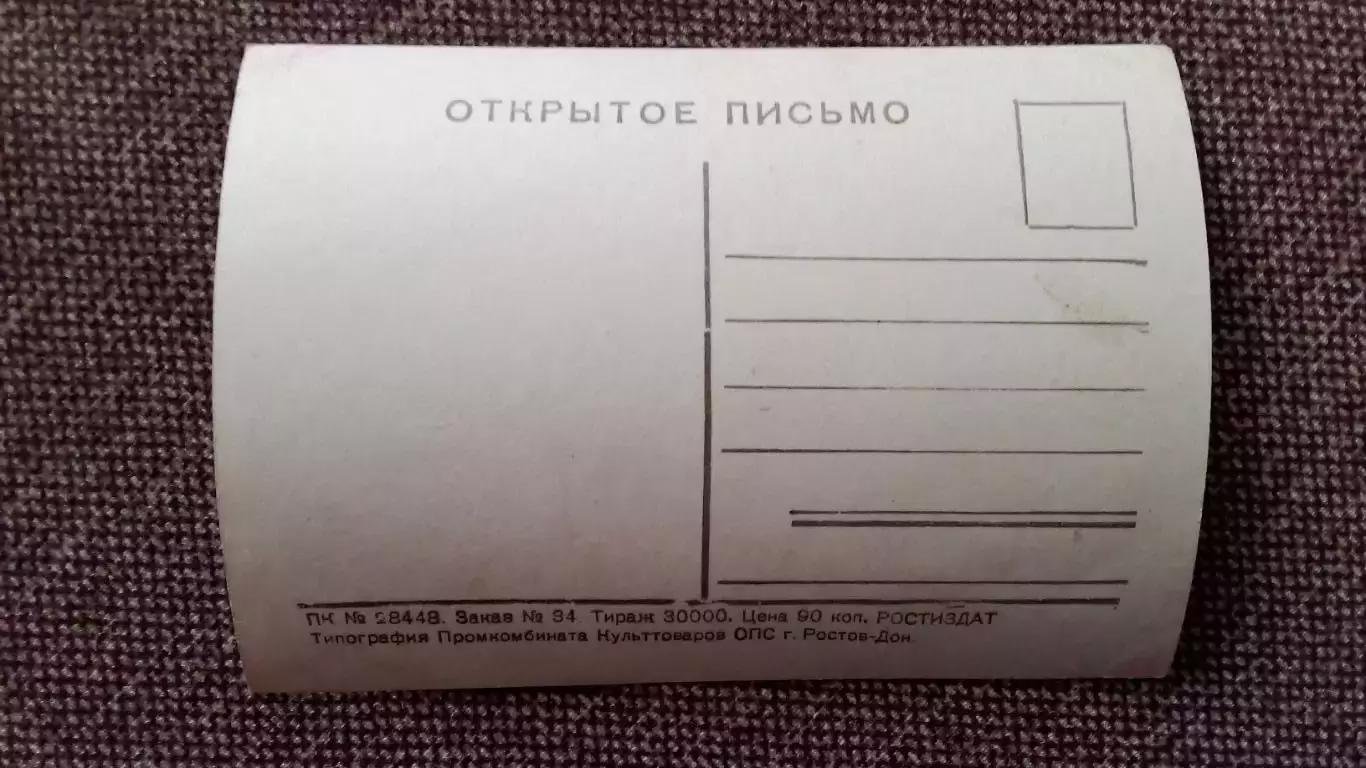 ОТКРЫТОЕ ПИСЬМО
ПК № 28448. Заказ № 34. Тираж 30000. Цена 90 коп. РОСТИЗДАТ
Типография Промкомбината Культтоваров ОПС г. Ростов-Дон.